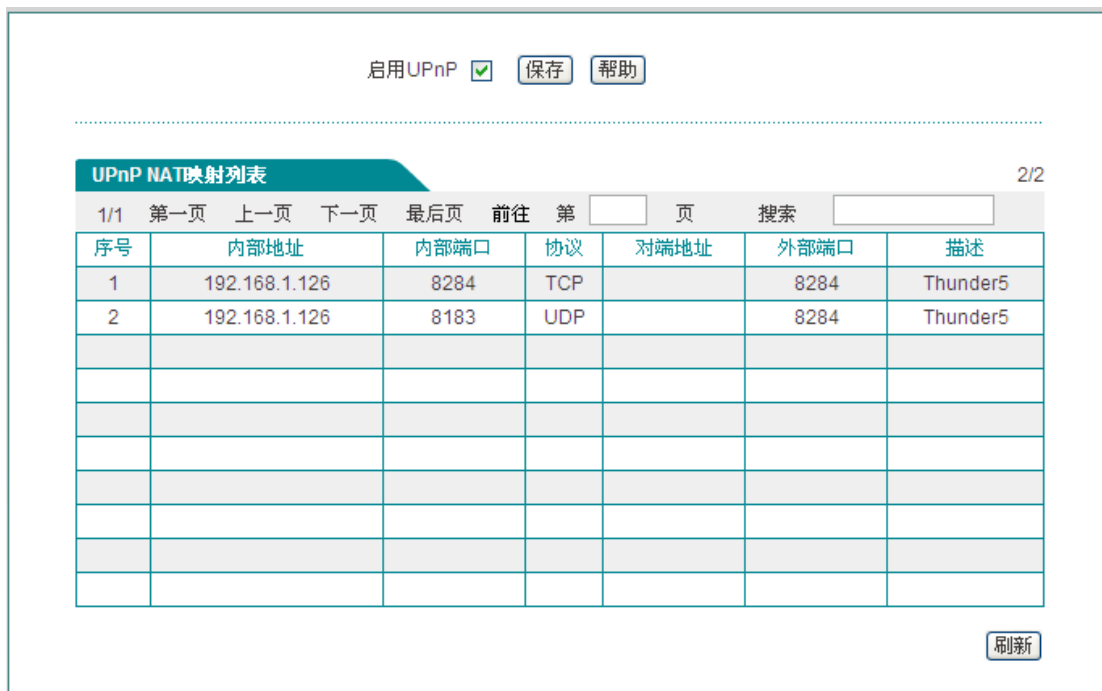 启用UPnP 保存 帮助
UPnP NAT映射列表 2/2
1/1 第一页 上一页 下一页 最后页 前往 第 页 搜索
序号 内部地址 内部端口 协议 对端地址 外部端口 描述
1 192.168.1.126 8284 TCP 8284 Thunder5
2 192.168.1.126 8183 UDP 8284 Thunder5
刷新